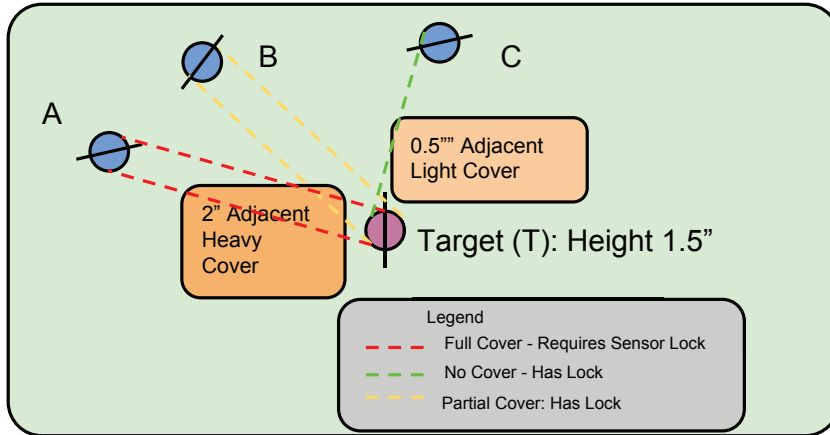 B
C
A
0.5”” Adjacent
Light Cover
2” Adjacent
Heavy
Cover
Target (T): Height 1.5”
Legend
Full Cover - Requires Sensor Lock
No Cover - Has Lock
Partial Cover: Has Lock